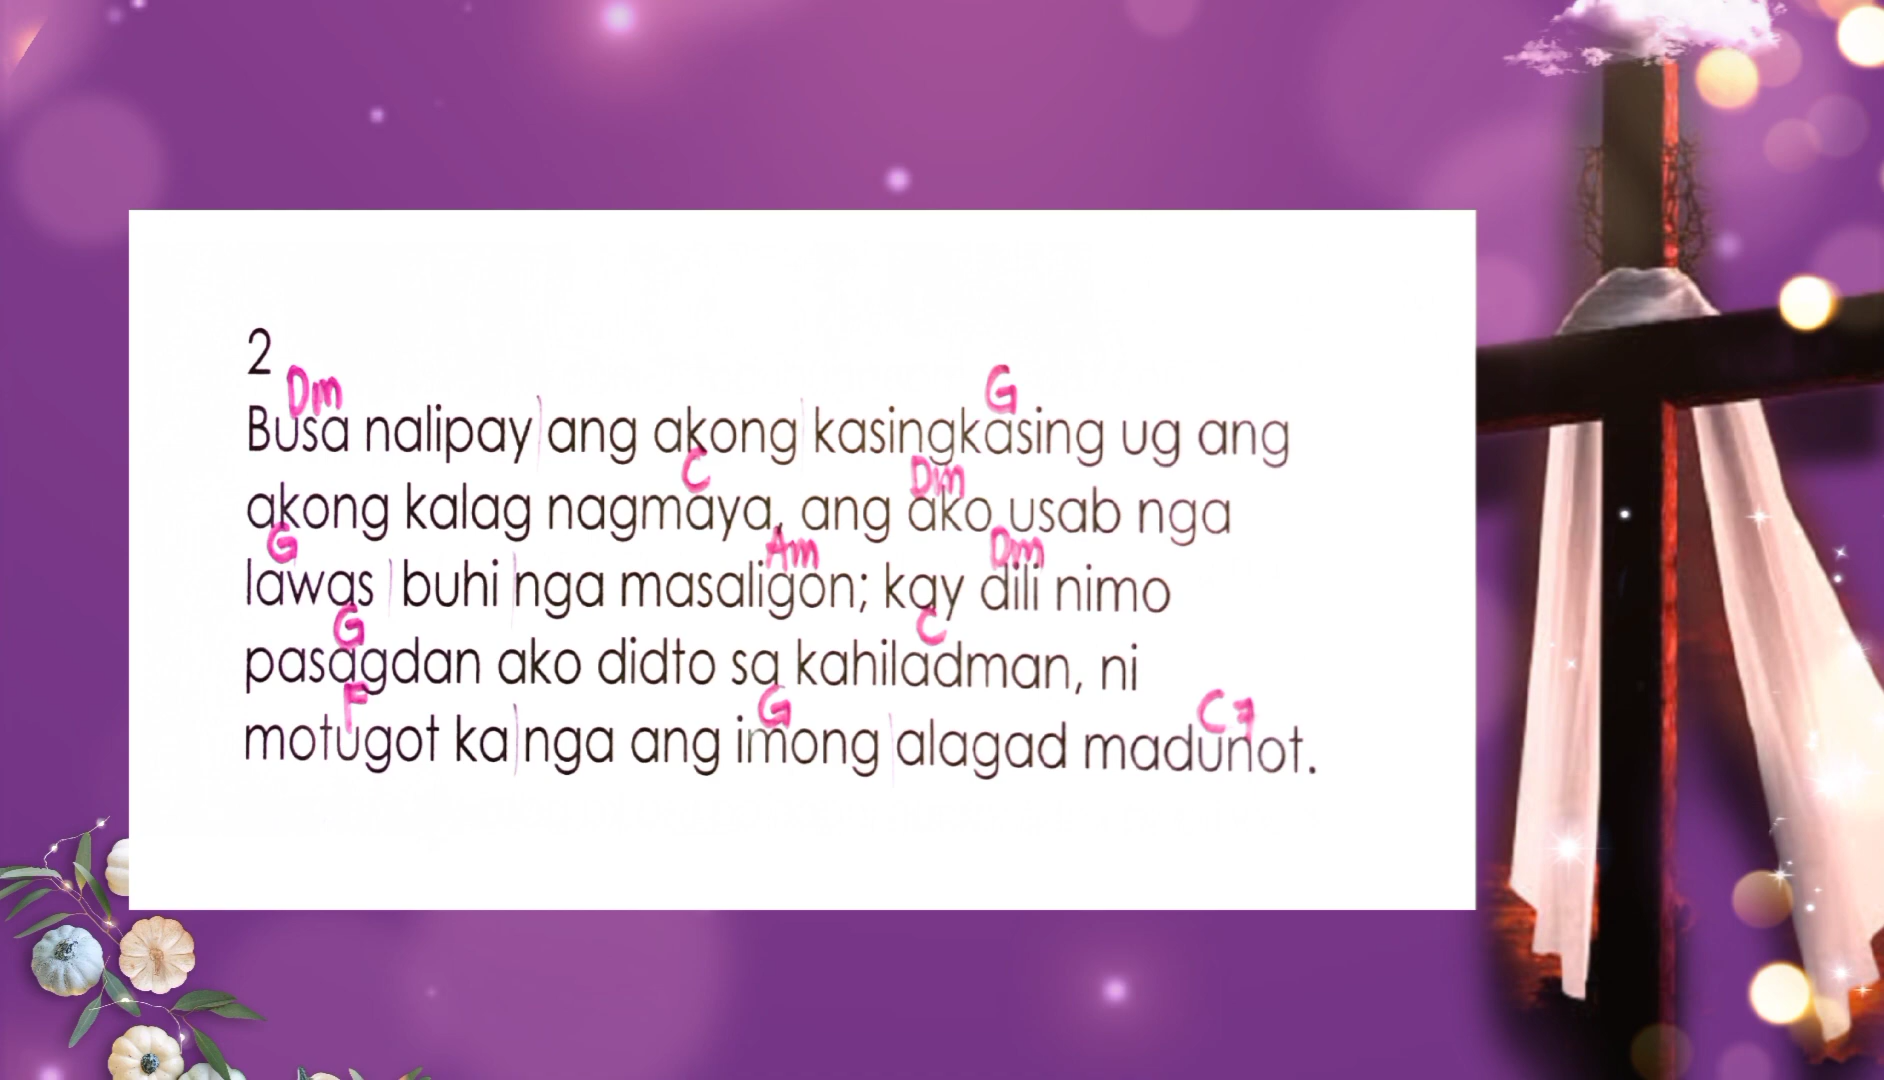 2
Dm G
Busa nalipay ang akong kasingkasing ug ang
C Dm
akong kalag nagmaya, ang ako usab nga
G Am Dm
lawas buhi nga masaligon; kay dili nimo
G C
pasagdan ako didto sa kahiladman, ni
F G C7
motugot ka nga ang imong alagad madunot.